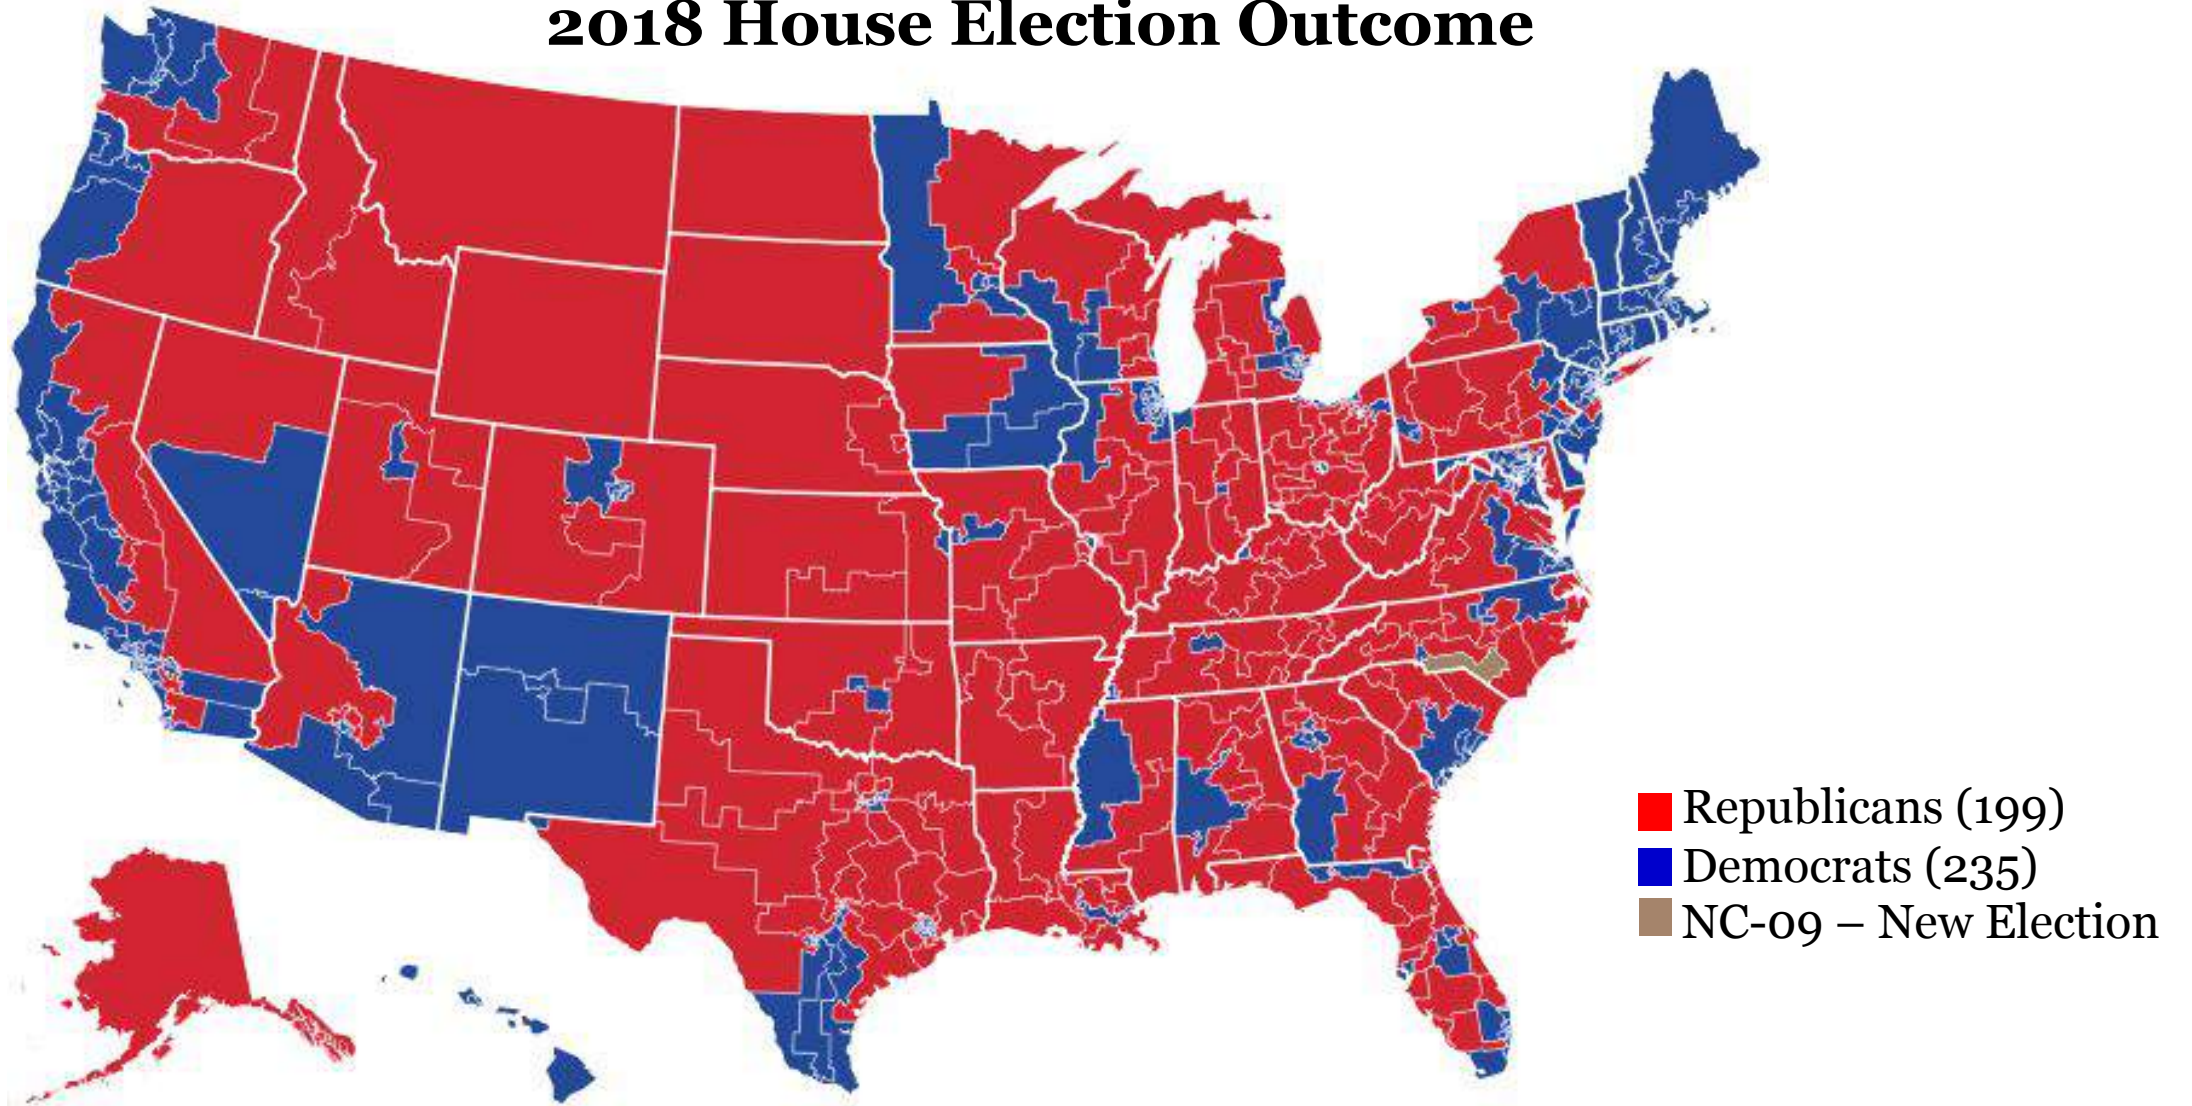 2018 House Election Outcome
Republicans (199)
Democrats (235)
NC-09 – New Election